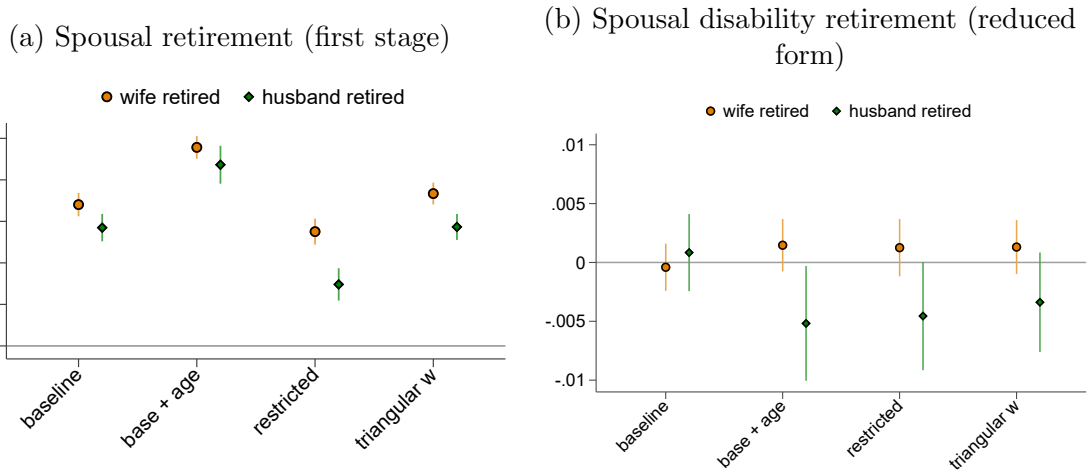 (a) Spousal retirement (first stage)
wife retired husband retired
baseline
base + age
restricted
triangular w
(b) Spousal disability retirement (reduced
form)
wife retired husband retired
.01
.005
0
-.005
-.01
baseline
base + age
restricted
triangular w